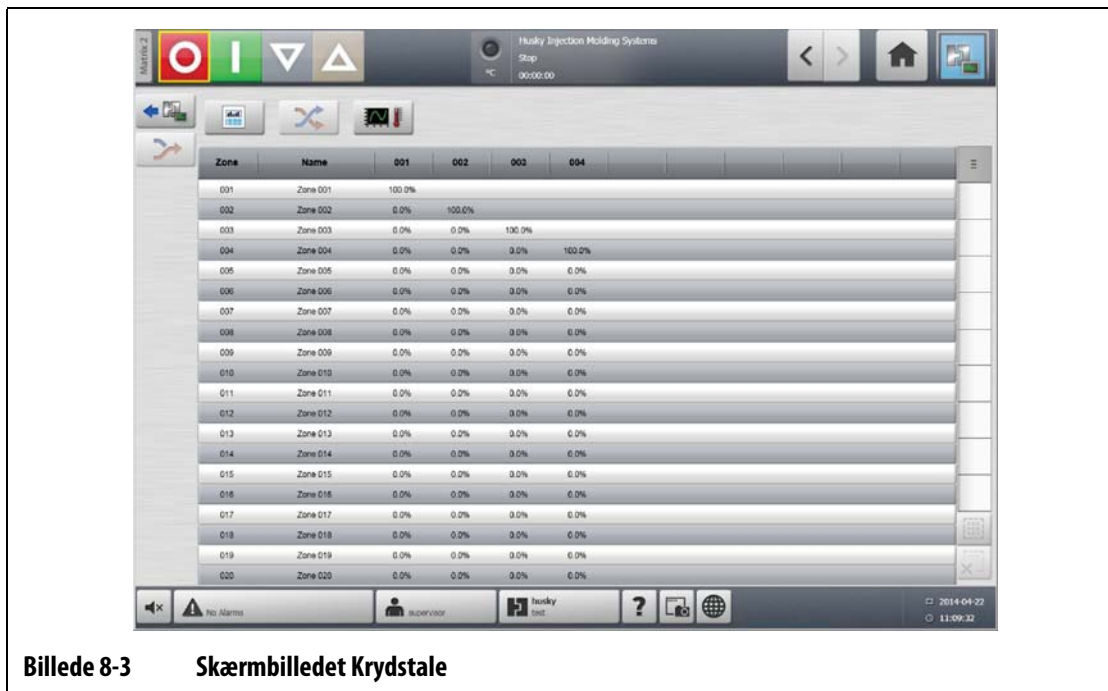 Matrix 2
Husky Injection Molding Systems
Stop
°C 00:00:00
Zone Name 001 002 003 004
001 Zone 001 100.0%
002 Zone 002 0.0% 100.0%
003 Zone 003 0.0% 0.0% 100.0%
004 Zone 004 0.0% 0.0% 0.0% 100.0%
005 Zone 005 0.0% 0.0% 0.0% 0.0%
006 Zone 006 0.0% 0.0% 0.0% 0.0%
007 Zone 007 0.0% 0.0% 0.0% 0.0%
008 Zone 008 0.0% 0.0% 0.0% 0.0%
009 Zone 009 0.0% 0.0% 0.0% 0.0%
010 Zone 010 0.0% 0.0% 0.0% 0.0%
011 Zone 011 0.0% 0.0% 0.0% 0.0%
012 Zone 012 0.0% 0.0% 0.0% 0.0%
013 Zone 013 0.0% 0.0% 0.0% 0.0%
014 Zone 014 0.0% 0.0% 0.0% 0.0%
015 Zone 015 0.0% 0.0% 0.0% 0.0%
016 Zone 016 0.0% 0.0% 0.0% 0.0%
017 Zone 017 0.0% 0.0% 0.0% 0.0%
018 Zone 018 0.0% 0.0% 0.0% 0.0%
019 Zone 019 0.0% 0.0% 0.0% 0.0%
020 Zone 020 0.0% 0.0% 0.0% 0.0%
No Alarms
supervisor
husky
test
?
2014-04-22
11:09:32
Billede 8-3 Skærmbilledet Krydstale